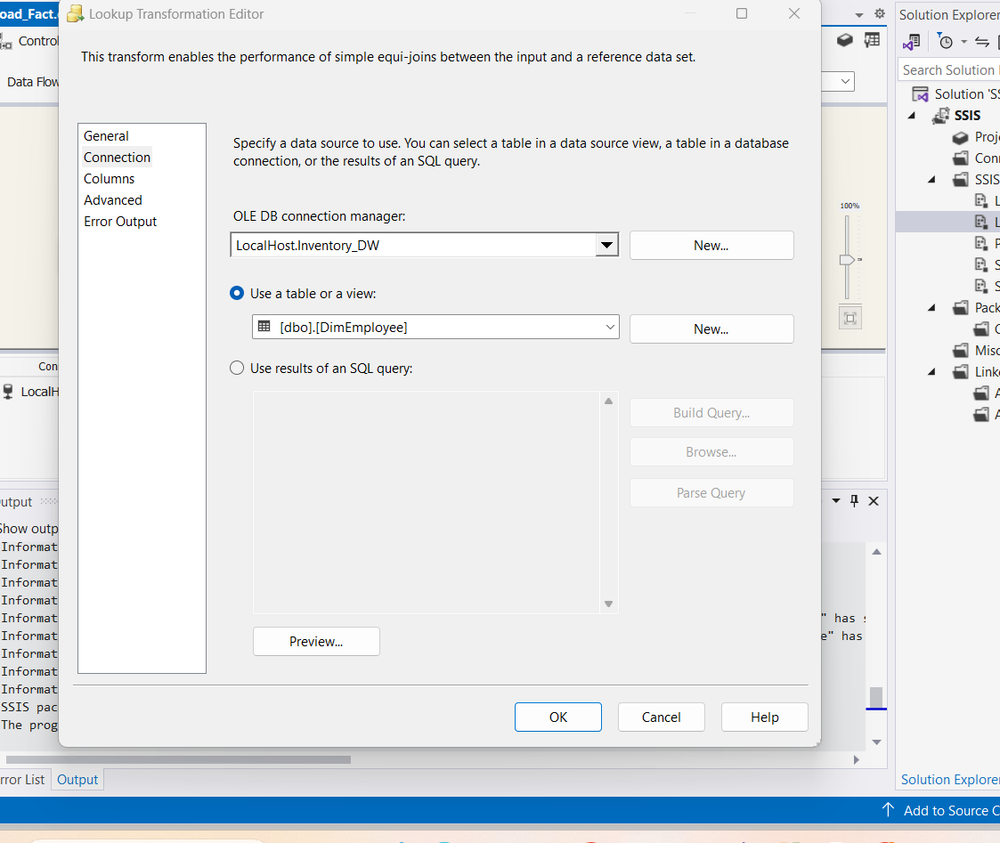 oad_Fact.
Lookup Transformation Editor
Solution Explorer
Control
This transform enables the performance of simple equi-joins between the input and a reference data set.
Data Flow
Search Solution
Solution 'SS
SSIS
General
Connection
Columns
Advanced
Error Output
Specify a data source to use. You can select a table in a data source view, a table in a database
connection, or the results of an SQL query.
OLE DB connection manager:
LocalHost.Inventory_DW
New...
Use a table or a view:
[dbo].[DimEmployee]
New...
Use results of an SQL query:
Build Query...
Browse...
Parse Query
Preview...
OK
Cancel
Help
100%
Proje
Conn
SSIS
L
L
P
S
S
Pack
C
Misc
Linke
A
A
Con
LocalH
utput
Show outp
Informat
Informat
Informat
Informat
Informat
" has s
Informat
e" has
Informat
Informat
Informat
SSIS pac
The prog
rror List
Output
Solution Explorer
Add to Source C